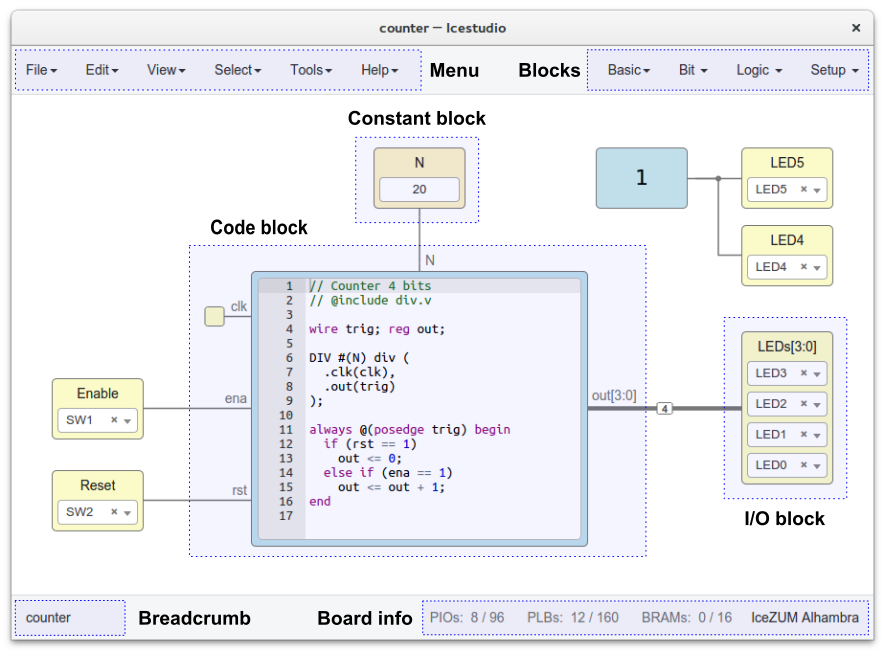 counter – Icestudio ×
File Edit View Select Tools Help Menu Blocks Basic Bit Logic Setup
Constant block
N
20
1
LED5
LED5 ×
LED4
LED4 ×
Code block
N
clk
ena
rst
out[3:0]
4
1 // Counter 4 bits
2 // @include div.v
3
4 wire trig; reg out;
5
6 DIV #(N) div (
7 .clk(clk),
8 .out(trig)
9 );
10
11 always @(posedge trig) begin
12 if (rst == 1)
13 out <= 0;
14 else if (ena == 1)
15 out <= out + 1;
16 end
17
Enable
SW1 ×
Reset
SW2 ×
LEDs[3:0]
LED3 ×
LED2 ×
LED1 ×
LED0 ×
I/O block
counter Breadcrumb Board info PIOs: 8 / 96 PLBs: 12 / 160 BRAMs: 0 / 16 IceZUM Alhambra